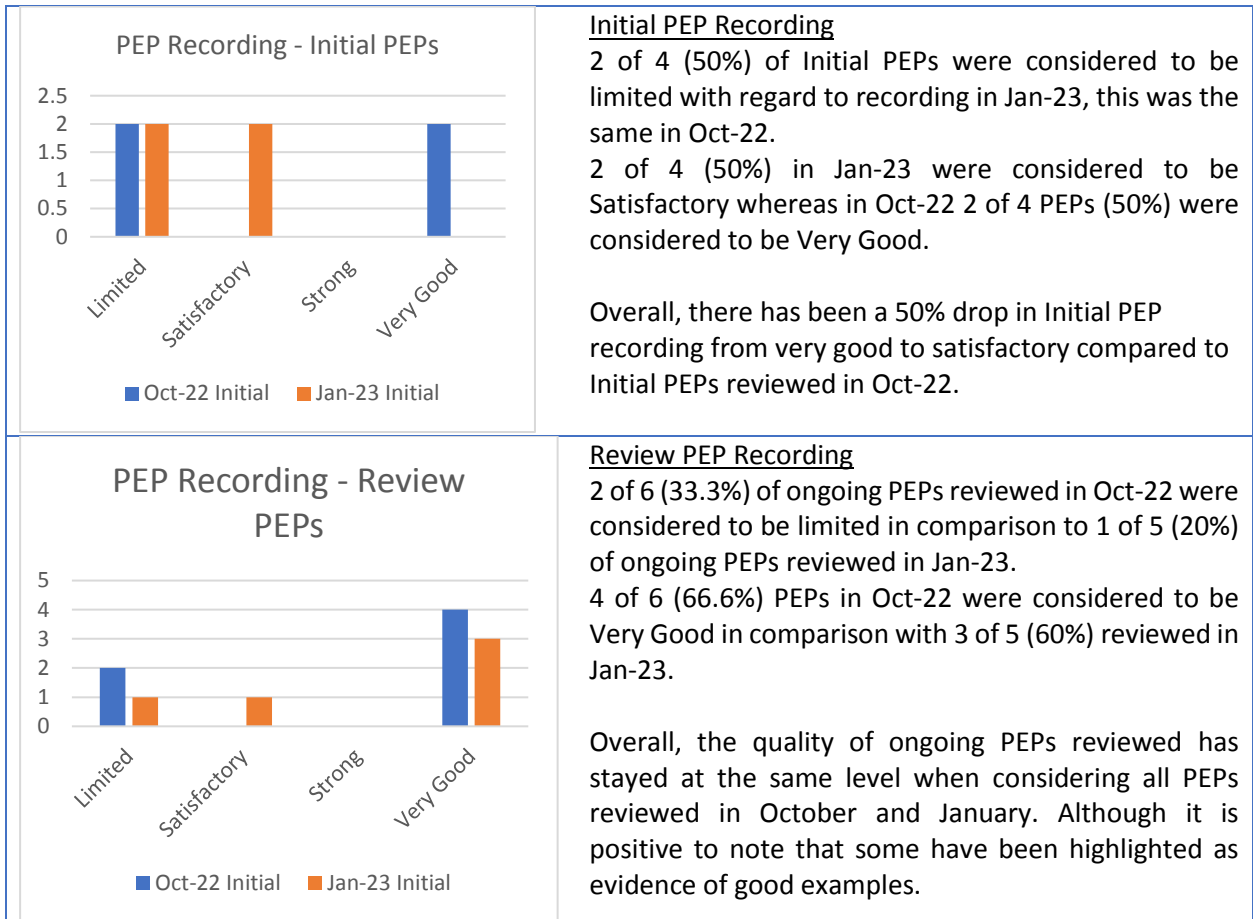 PEP Recording - Initial PEPs
2.5
2
1.5
1
0.5
0
Limited
Satisfactory
Strong
Very Good
Oct-22 Initial Jan-23 Initial
Initial PEP Recording
2 of 4 (50%) of Initial PEPs were considered to be
limited with regard to recording in Jan-23, this was the
same in Oct-22.
2 of 4 (50%) in Jan-23 were considered to be
Satisfactory whereas in Oct-22 2 of 4 PEPs (50%) were
considered to be Very Good.
Overall, there has been a 50% drop in Initial PEP
recording from very good to satisfactory compared to
Initial PEPs reviewed in Oct-22.
PEP Recording - Review
PEPs
5
4
3
2
1
0
Limited
Satisfactory
Strong
Very Good
Oct-22 Initial Jan-23 Initial
Review PEP Recording
2 of 6 (33.3%) of ongoing PEPs reviewed in Oct-22 were
considered to be limited in comparison to 1 of 5 (20%)
of ongoing PEPs reviewed in Jan-23.
4 of 6 (66.6%) PEPs in Oct-22 were considered to be
Very Good in comparison with 3 of 5 (60%) reviewed in
Jan-23.
Overall, the quality of ongoing PEPs reviewed has
stayed at the same level when considering all PEPs
reviewed in October and January. Although it is
positive to note that some have been highlighted as
evidence of good examples.